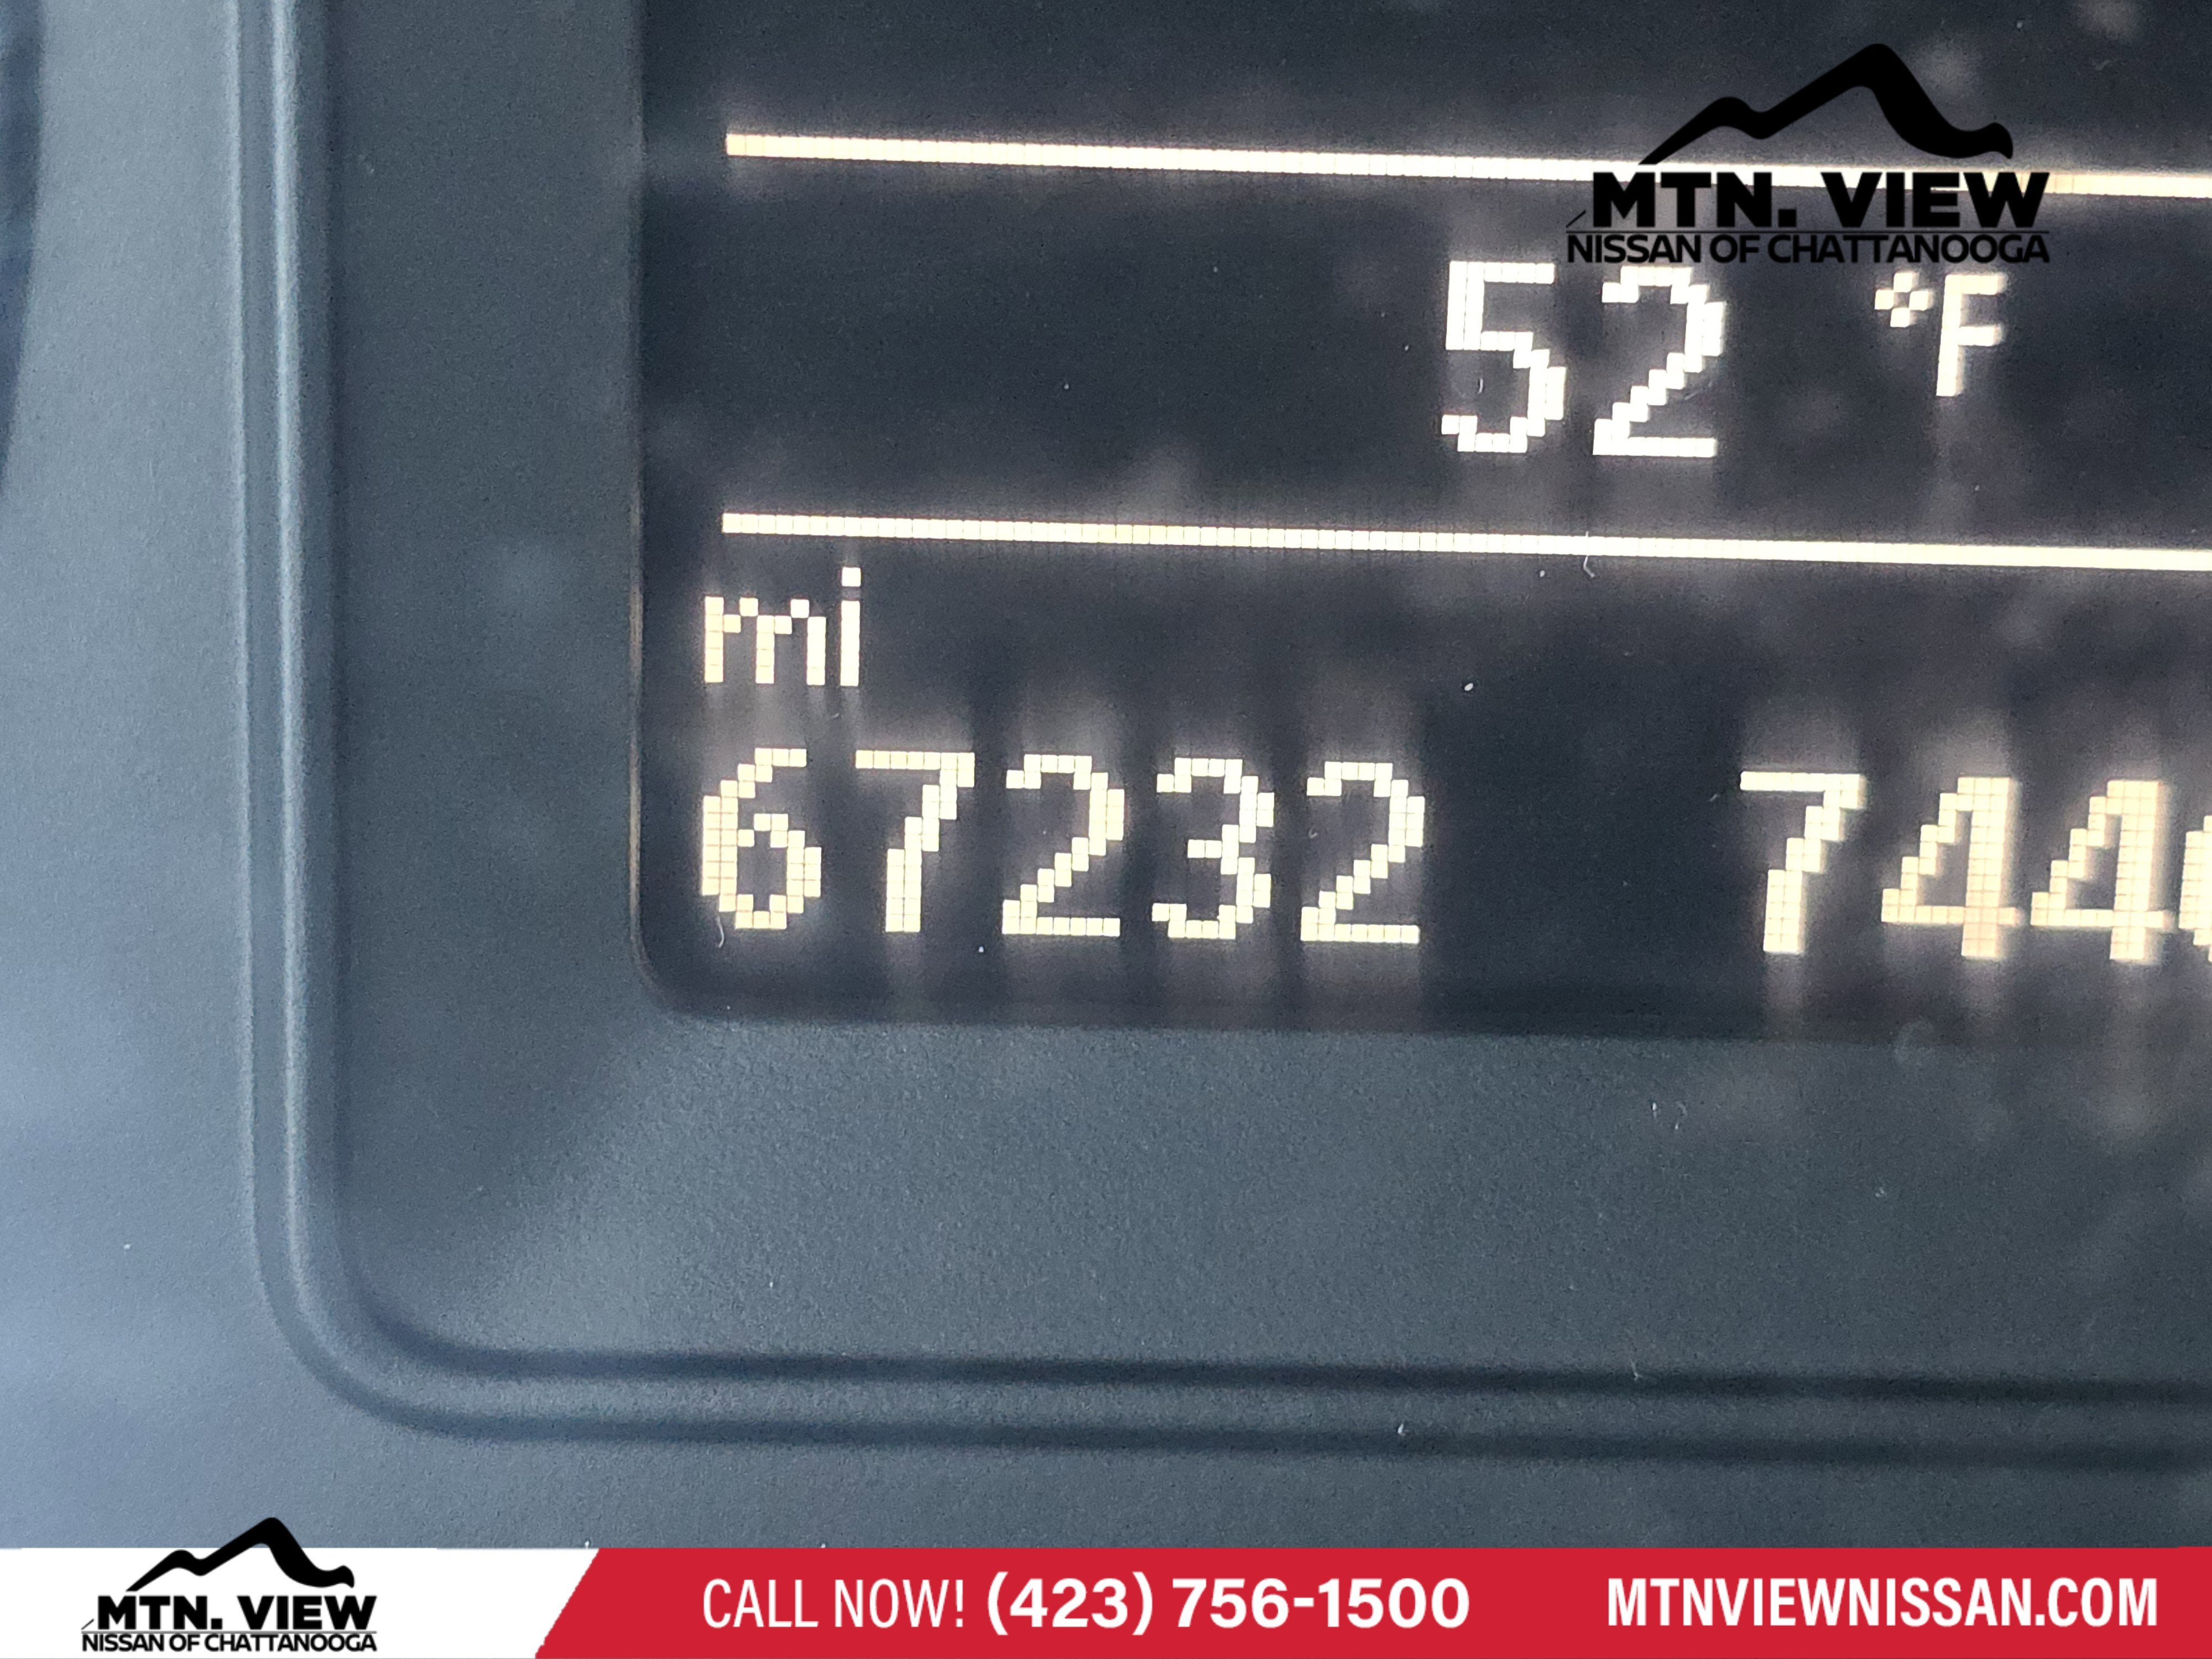 MTN. VIEW
NISSAN OF CHATTANOOGA
52 °F
mi
67232 744
MTN. VIEW
NISSAN OF CHATTANOOGA
CALL NOW! (423) 756-1500 MTNVIEWNISSAN.COM